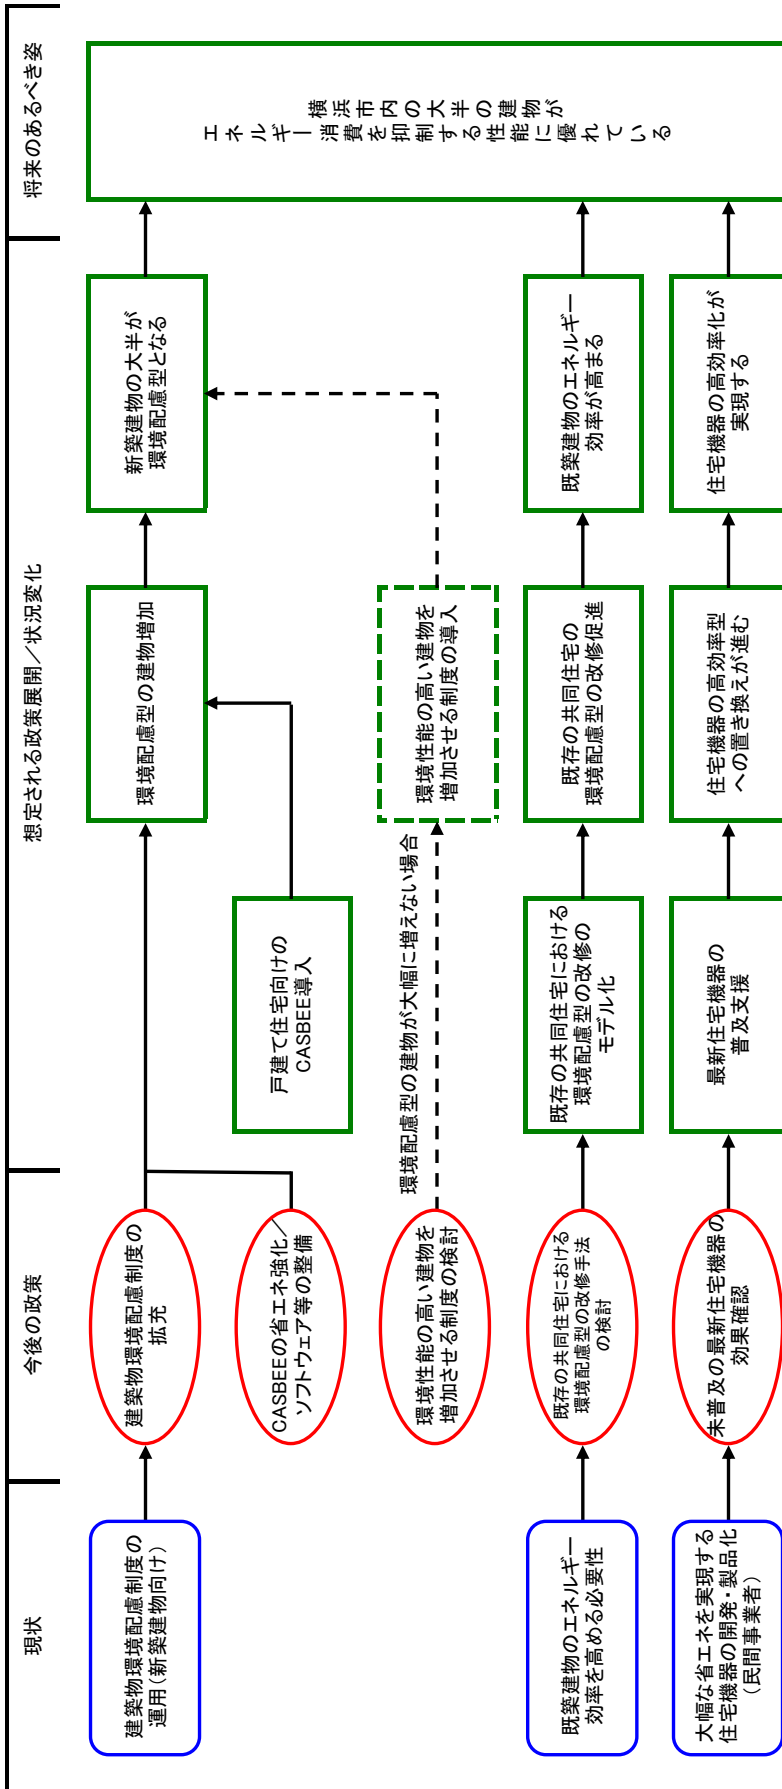 現状
今後の政策
想定される政策展開／状況変化
将来のあるべき姿
建築物環境配慮制度の
運用（新築建物向け）
建築物環境配慮制度の
拡充
環境配慮型の建物増加
新築建物の大半が
環境配慮型となる
横浜市内の大半の建物が
エネルギー消費を抑制する性能に優れている
CASBEEの省エネ強化／
ソフトウェア等の整備
戸建て住宅向けの
CASBEE導入
環境性能の高い建物を
増加させる制度の検討
環境配慮型の建物が大幅に増えない場合
環境性能の高い建物を
増加させる制度の導入
既築建物のエネルギー
効率を高める必要性
既存の共同住宅における
環境配慮型の改修手法
の検討
既存の共同住宅における
環境配慮型の改修の
モデル化
既存の共同住宅の
環境配慮型の改修促進
既築建物のエネルギー
効率が高まる
大幅な省エネを実現する
住宅機器の開発・製品化
（民間事業者）
未普及の最新住宅機器の
効果確認
最新住宅機器の
普及支援
住宅機器の高効率型
への置き換えが進む
住宅機器の高効率化が
実現する